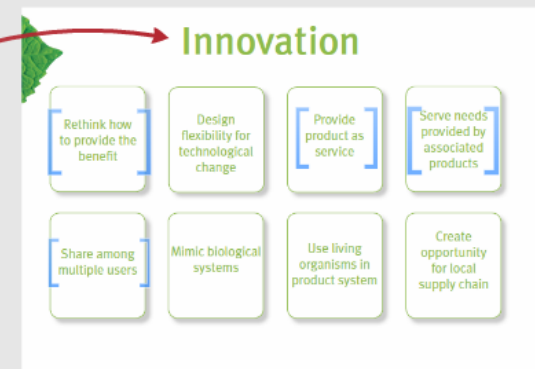 Innovation
Rethink how
to provide the
benefit
Design
flexibility for
technological
change
Provide
product as
service
Serve needs
provided by
associated
products
Share among
multiple users
Mimic biological
systems
Use living
organisms in
product system
Create
opportunity
for local
supply chain